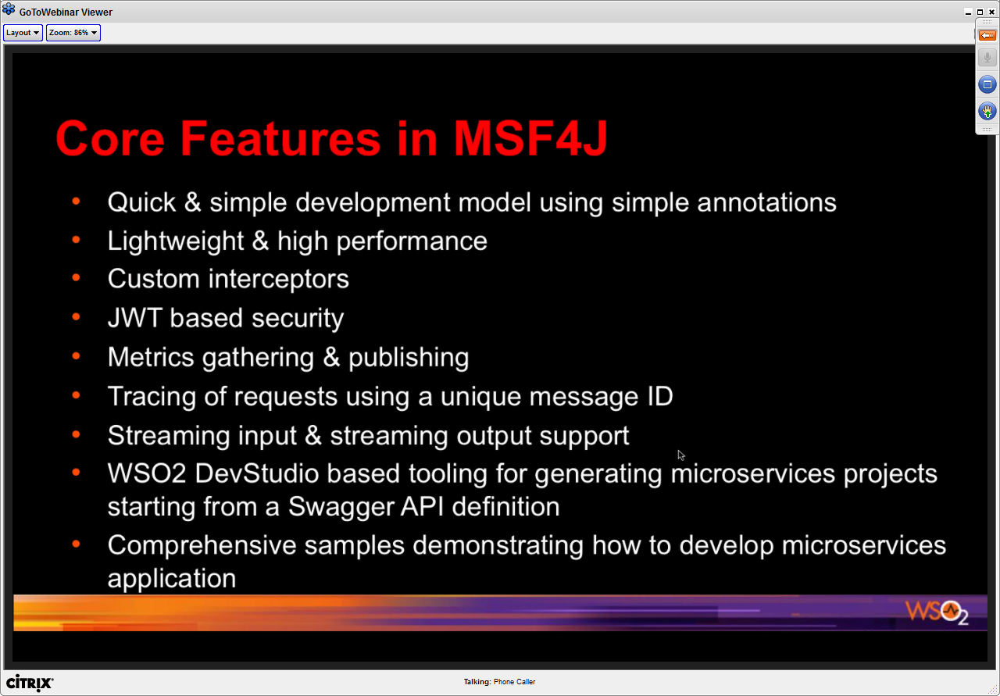 GoToWebinar Viewer
Layout
Zoom: 86%
Core Features in MSF4J
• Quick & simple development model using simple annotations
• Lightweight & high performance
• Custom interceptors
• JWT based security
• Metrics gathering & publishing
• Tracing of requests using a unique message ID
• Streaming input & streaming output support
• WSO2 DevStudio based tooling for generating microservices projects
starting from a Swagger API definition
• Comprehensive samples demonstrating how to develop microservices
application
WSO2
CITRIX
Talking: Phone Caller